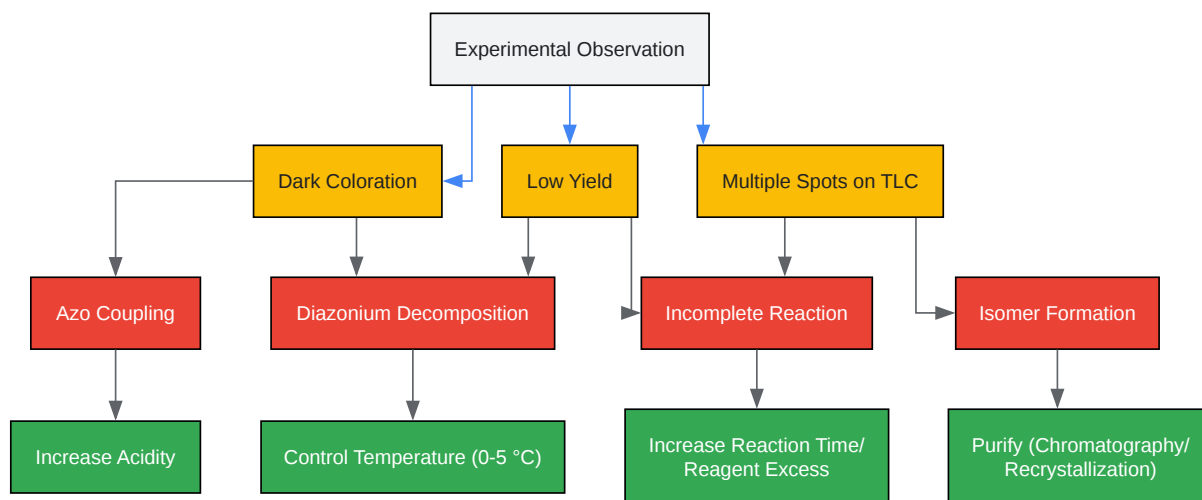 Experimental Observation
Dark Coloration
Low Yield
Multiple Spots on TLC
Azo Coupling
Diazonium Decomposition
Incomplete Reaction
Isomer Formation
Increase Acidity
Control Temperature (0-5 °C)
Increase Reaction Time/
Reagent Excess
Purify (Chromatography/
Recrystallization)